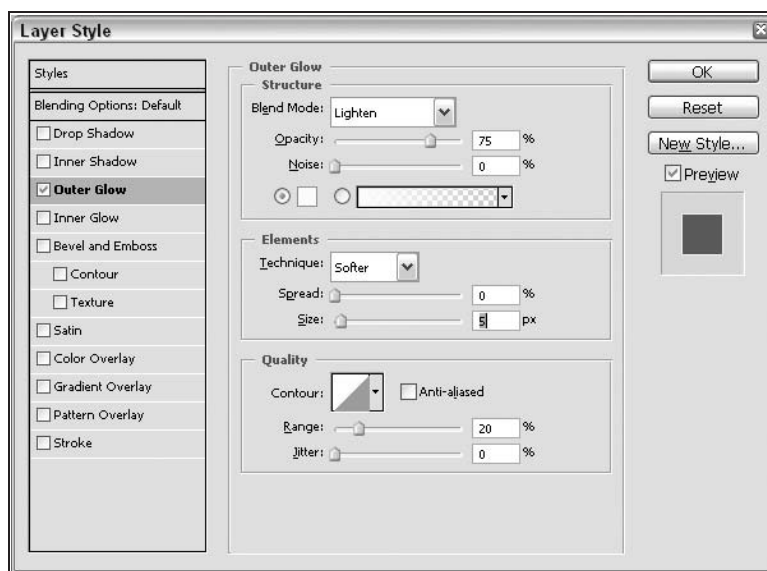 Layer Style
Styles
Blending Options: Default
Drop Shadow
Inner Shadow
Outer Glow
Inner Glow
Bevel and Emboss
Contour
Texture
Satin
Color Overlay
Gradient Overlay
Pattern Overlay
Stroke
Outer Glow
Structure
Blend Mode: Lighten
Opacity: 75 %
Noise: 0 %
Elements
Technique: Softer
Spread: 0 %
Size: 5 px
Quality
Contour: Anti-aliased
Range: 20 %
Jitter: 0 %
OK
Reset
New Style...
Preview